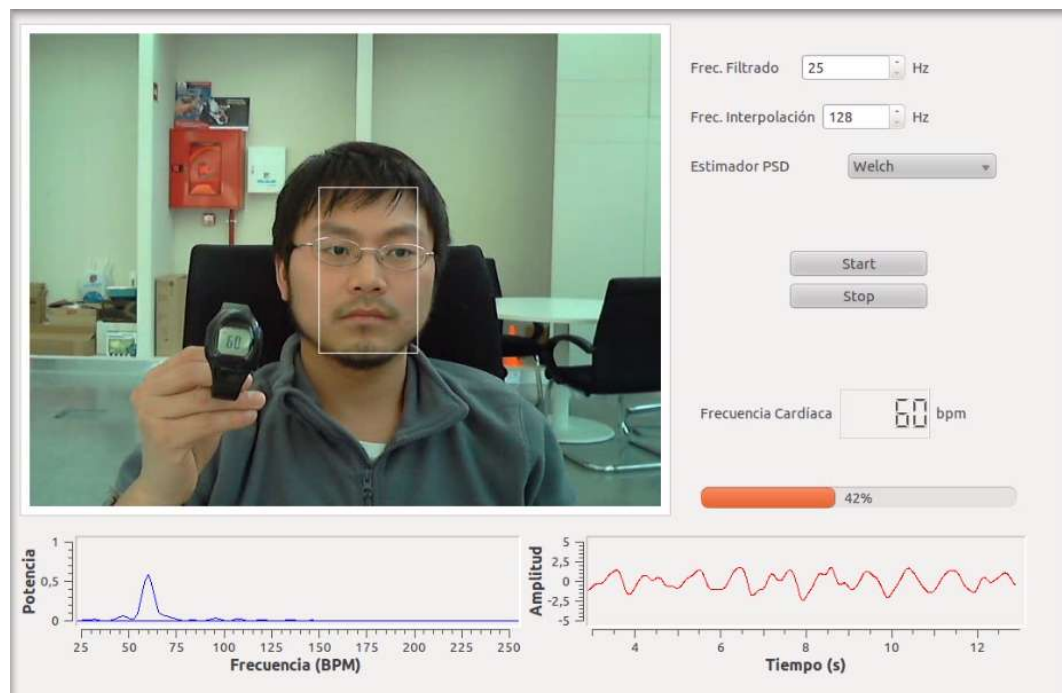 Frec. Filtrado 25 Hz
Frec. Interpolación 128 Hz
Estimador PSD Welch
Start
Stop
60
Frecuencia Cardíaca 60 bpm
42%
Potencia
1
0,5
0
25 50 75 100 125 150 175 200 225 250
Frecuencia (BPM)
Amplitud
5
2,5
0
-2,5
-5
4 6 8 10 12
Tiempo (s)